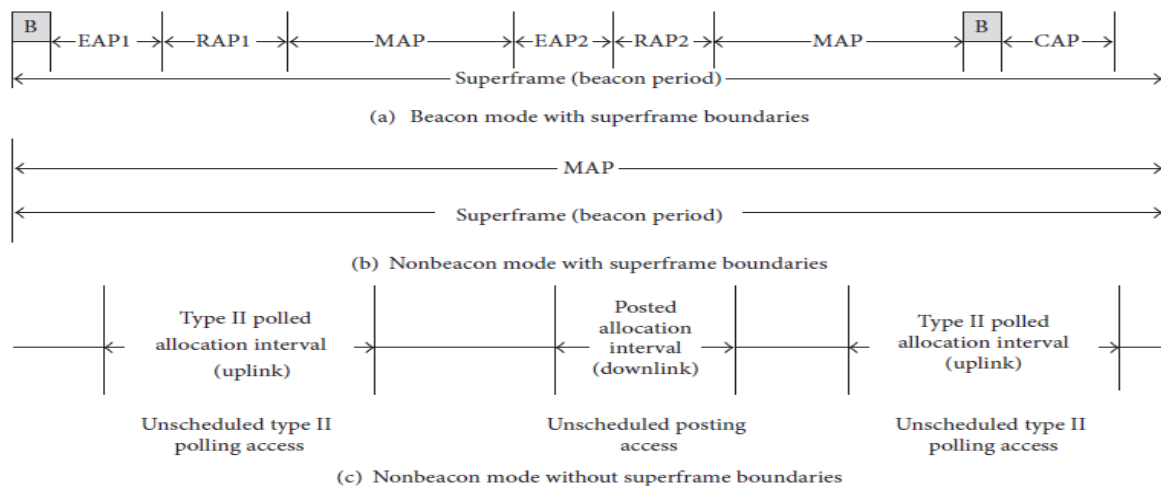 B EAP1 RAP1 MAP EAP2 RAP2 MAP B CAP
Superframe (beacon period)
(a) Beacon mode with superframe boundaries
MAP
Superframe (beacon period)
(b) Nonbeacon mode with superframe boundaries
Type II polled
allocation interval
(uplink)
Posted
allocation
interval
(downlink)
Type II polled
allocation interval
(uplink)
Unscheduled type II
polling access
Unscheduled posting
access
Unscheduled type II
polling access
(c) Nonbeacon mode without superframe boundaries